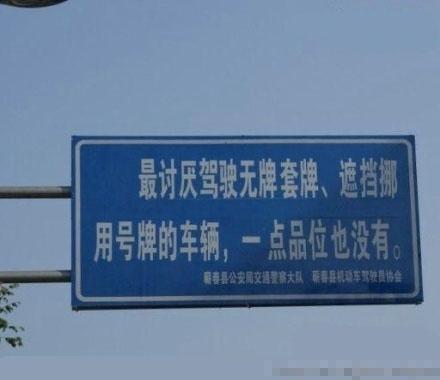 最讨厌驾驶无牌套牌、遮挡挪
用号牌的车辆，一点品位也没有。
蕲春县公安局交通警察大队 蕲春县机动车驾驶员协会